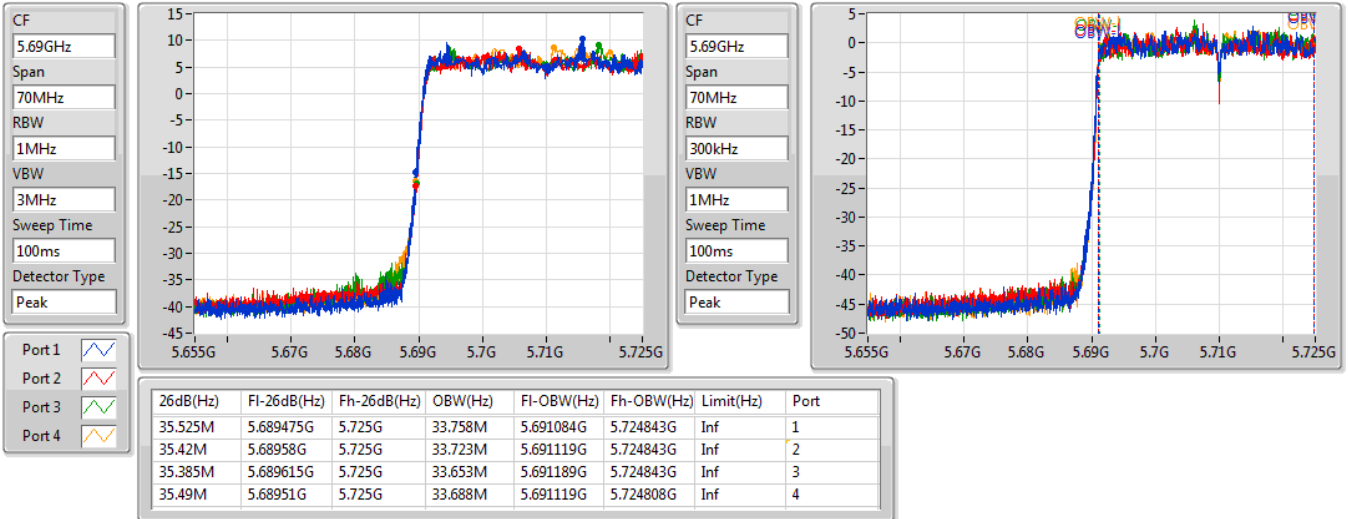 CF
5.69GHz
Span
70MHz
RBW
1MHz
VBW
3MHz
Sweep Time
100ms
Detector Type
Peak
15
10
5
0
-5
-10
-15
-20
-25
-30
-35
-40
-45
5.655G 5.67G 5.68G 5.69G 5.7G 5.71G 5.725G
CF
5.69GHz
Span
70MHz
RBW
300kHz
VBW
1MHz
Sweep Time
100ms
Detector Type
Peak
5
0
-5
-10
-15
-20
-25
-30
-35
-40
-45
-50
5.655G 5.67G 5.68G 5.69G 5.7G 5.71G 5.725G
Port 1
Port 2
Port 3
Port 4
26dB(Hz) Fl-26dB(Hz) Fh-26dB(Hz) OBW(Hz) Fl-OBW(Hz) Fh-OBW(Hz) Limit(Hz) Port
35.525M 5.689475G 5.725G 33.758M 5.691084G 5.724843G Inf 1
35.42M 5.68958G 5.725G 33.723M 5.691119G 5.724843G Inf 2
35.385M 5.689615G 5.725G 33.653M 5.691189G 5.724843G Inf 3
35.49M 5.68951G 5.725G 33.688M 5.691119G 5.724808G Inf 4